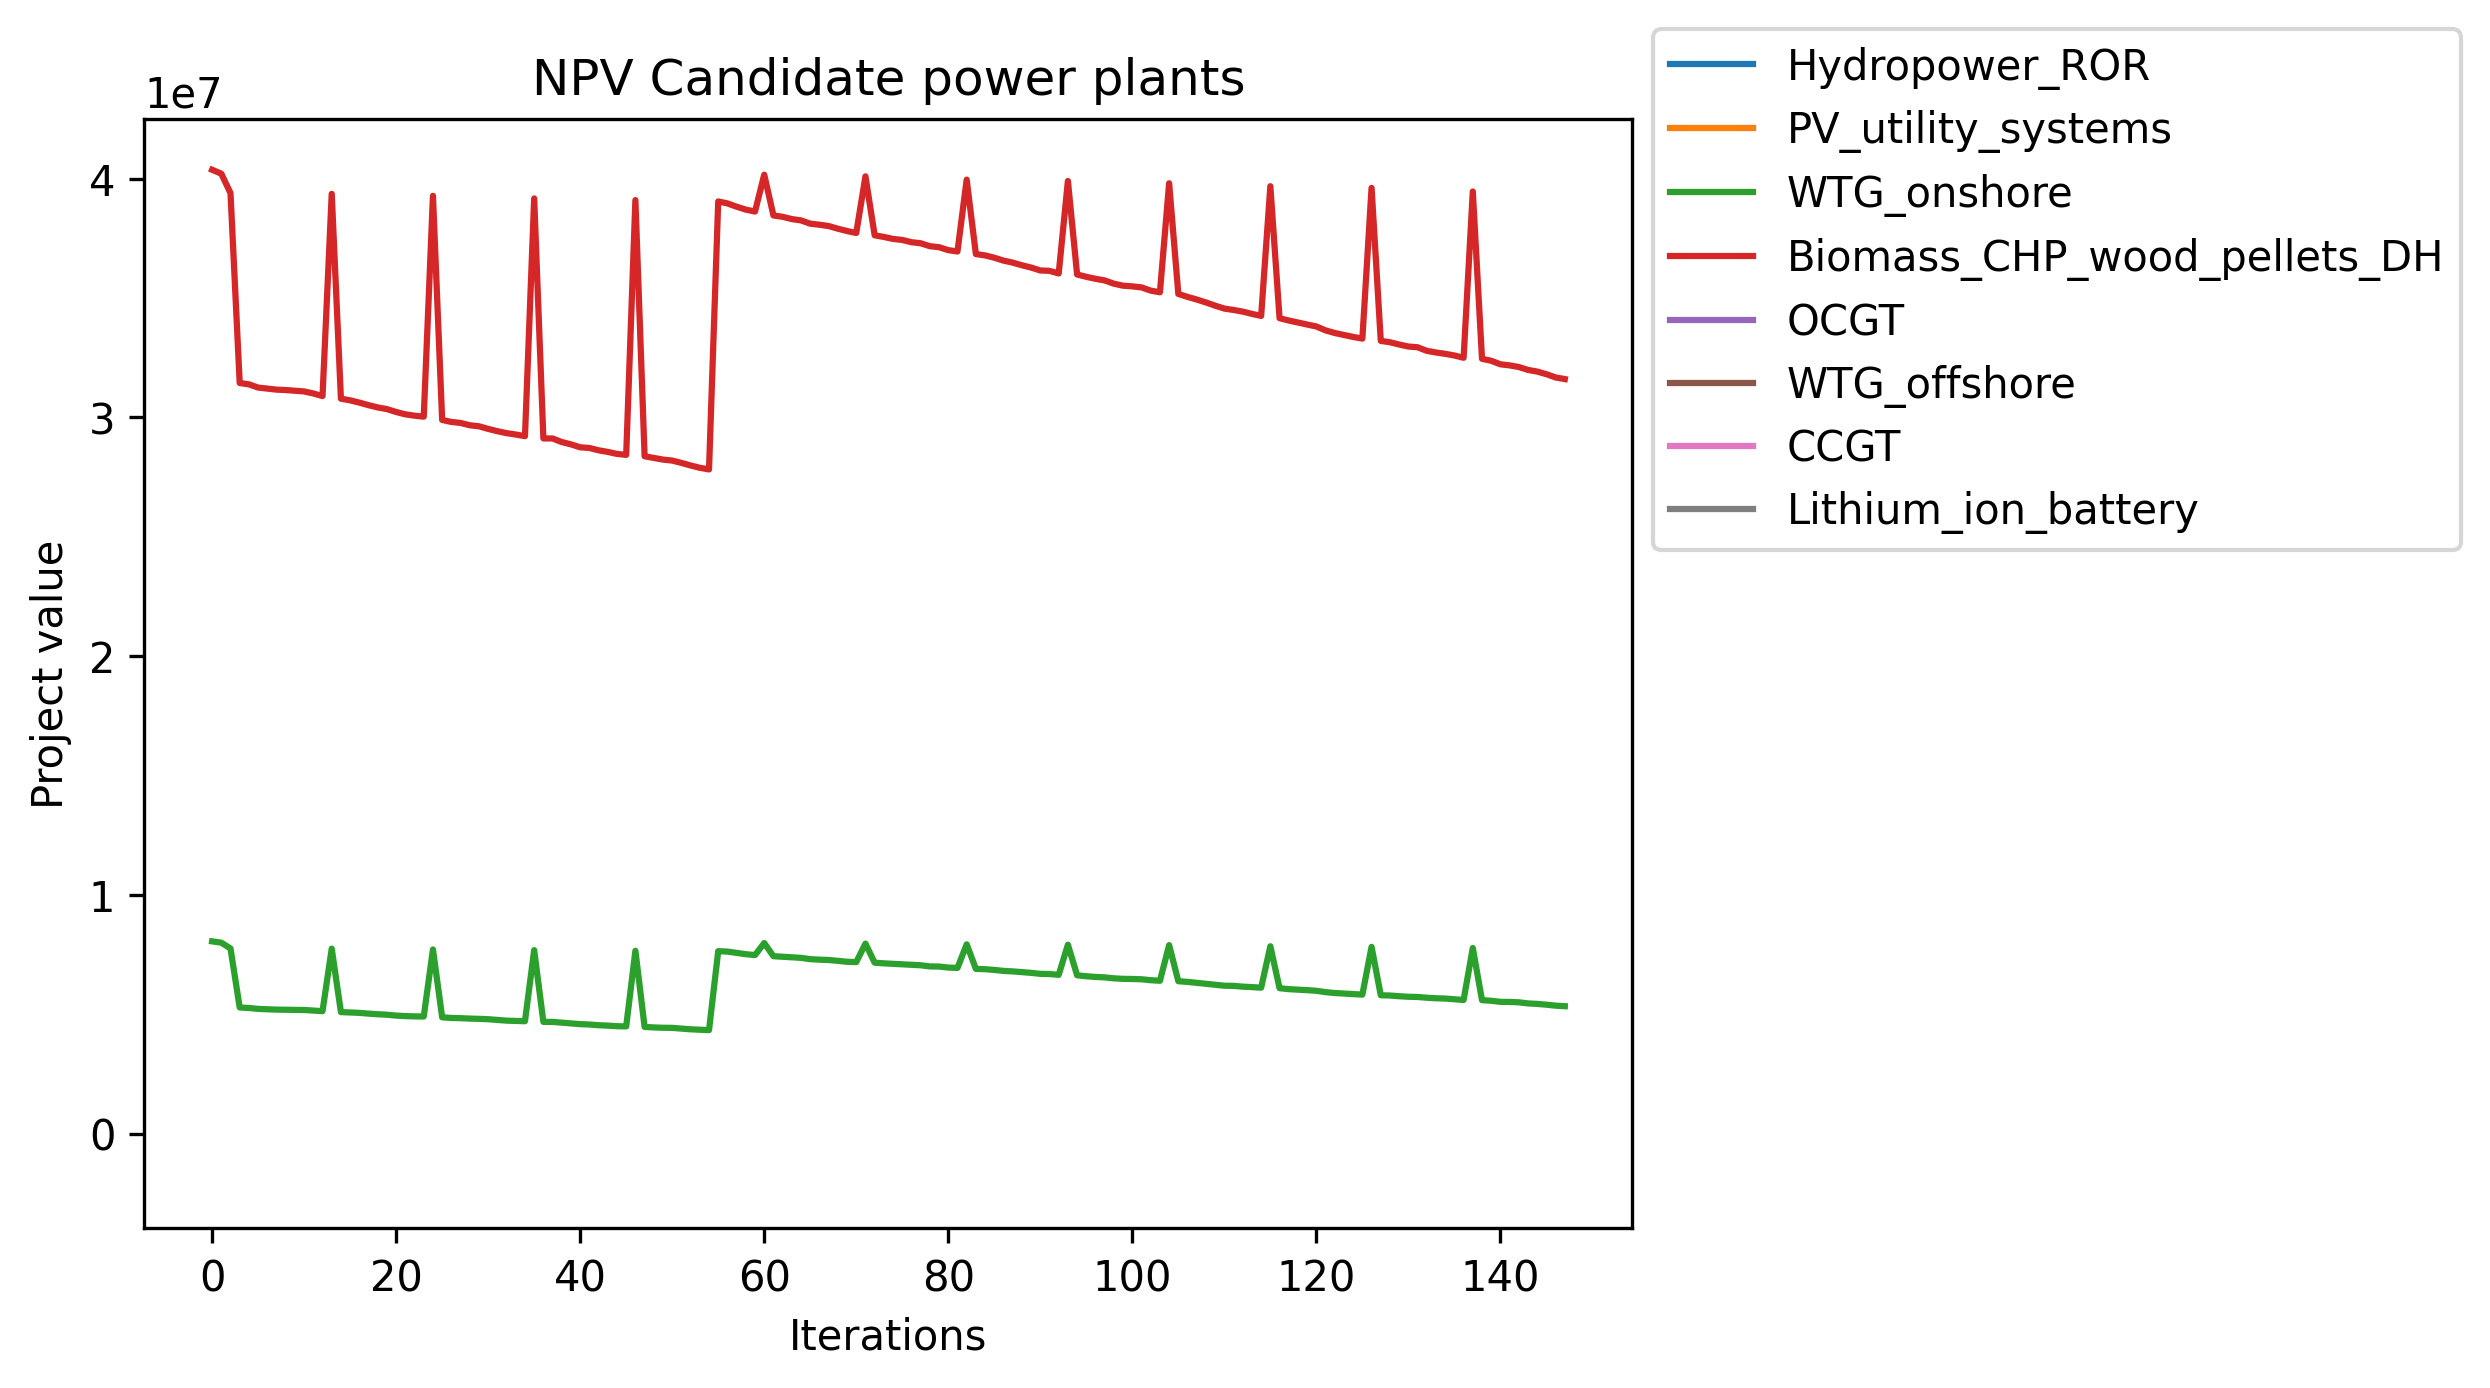 NPV Candidate power plants
1e7
4
3
2
1
0
Project value
0 20 40 60 80 100 120 140
Iterations
Hydropower_ROR
PV_utility_systems
WTG_onshore
Biomass_CHP_wood_pellets_DH
OCGT
WTG_offshore
CCGT
Lithium_ion_battery